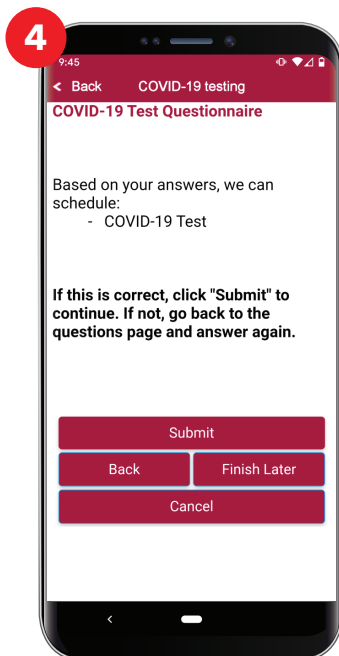 4
9:45
< Back COVID-19 testing
COVID-19 Test Questionnaire
Based on your answers, we can
schedule:
- COVID-19 Test
If this is correct, click "Submit" to
continue. If not, go back to the
questions page and answer again.
Submit
Back Finish Later
Cancel